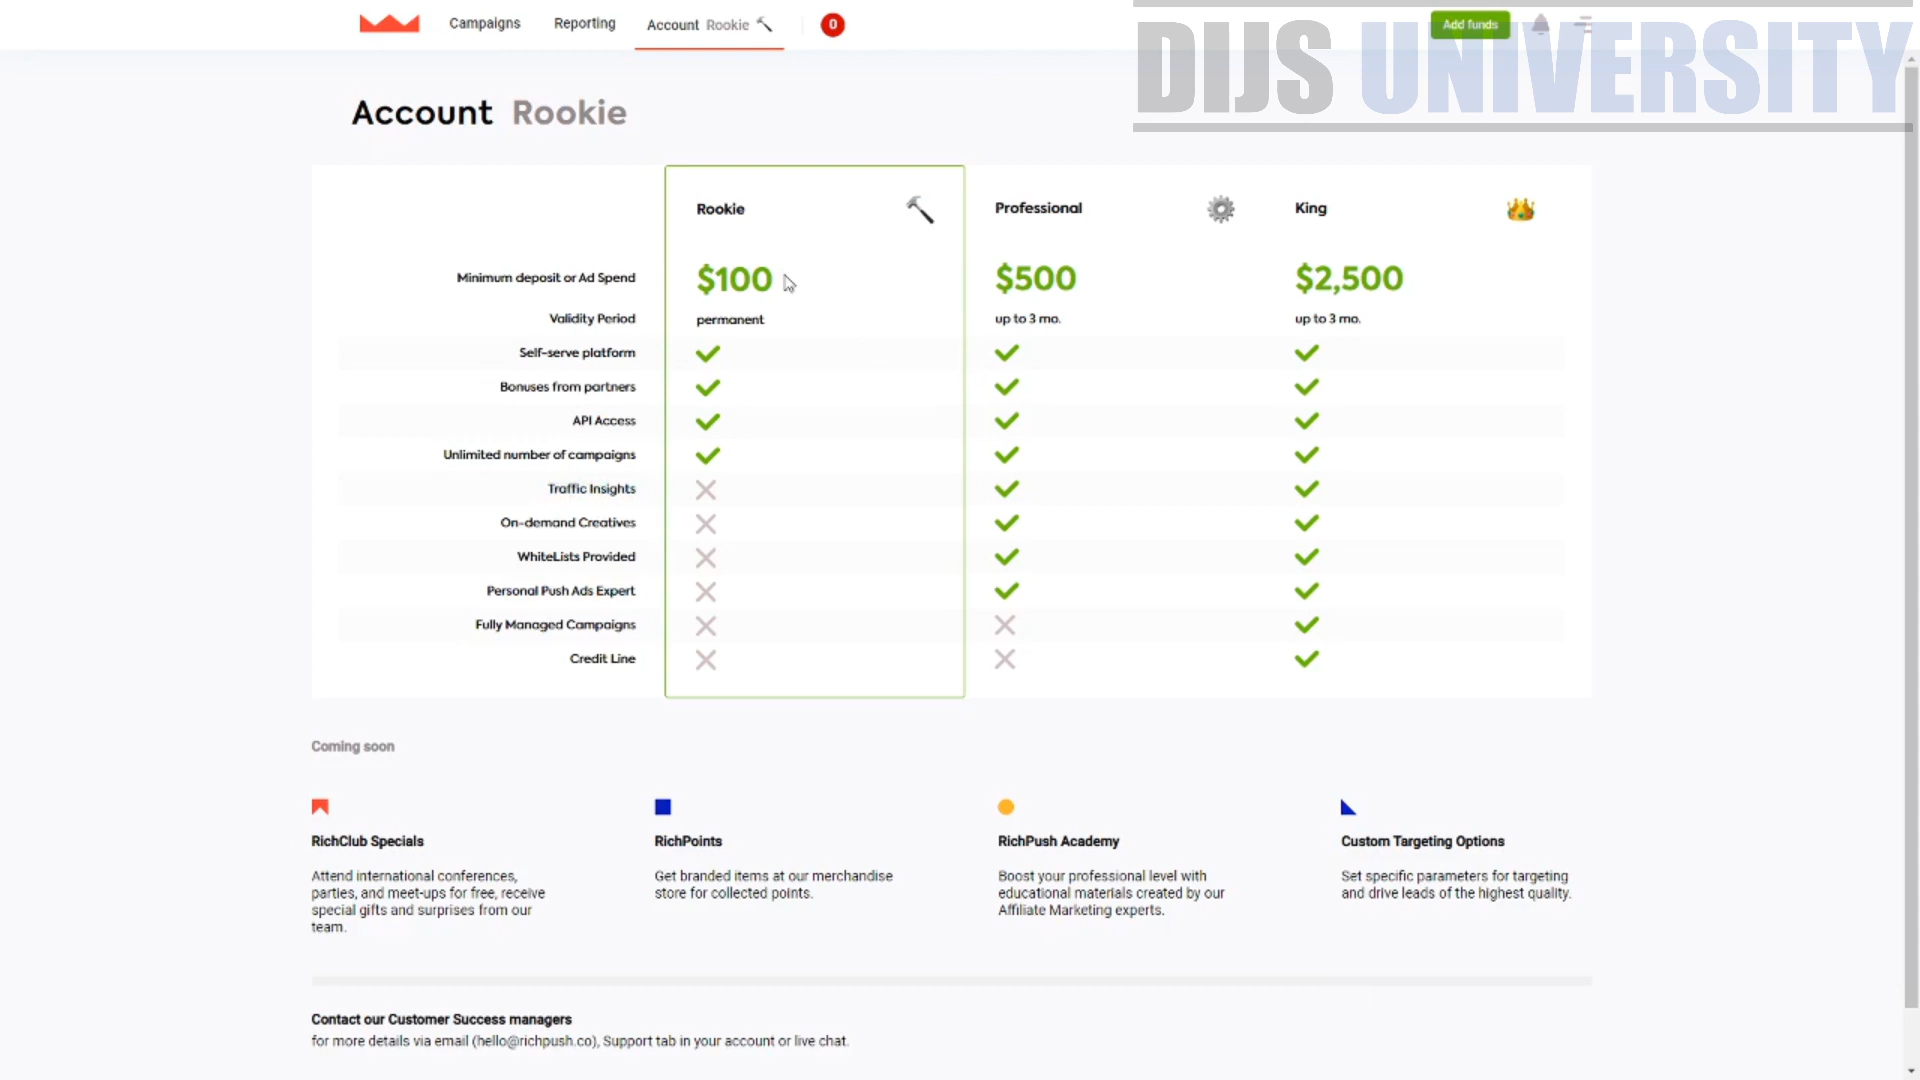 Campaigns Reporting Account Rookie 0 Add funds
DIJS UNIVERSITY
Account Rookie
Rookie Professional King
Minimum deposit or Ad Spend $100 $500 $2,500
Validity Period permanent up to 3 mo. up to 3 mo.
Self-serve platform
Bonuses from partners
API Access
Unlimited number of campaigns
Traffic Insights
On-demand Creatives
WhiteLists Provided
Personal Push Ads Expert
Fully Managed Campaigns
Credit Line
Coming soon
RichClub Specials
Attend international conferences,
parties, and meet-ups for free, receive
special gifts and surprises from our
team.
RichPoints
Get branded items at our merchandise
store for collected points.
RichPush Academy
Boost your professional level with
educational materials created by our
Affiliate Marketing experts.
Custom Targeting Options
Set specific parameters for targeting
and drive leads of the highest quality.
Contact our Customer Success managers
for more details via email (hello@richpush.co), Support tab in your account or live chat.